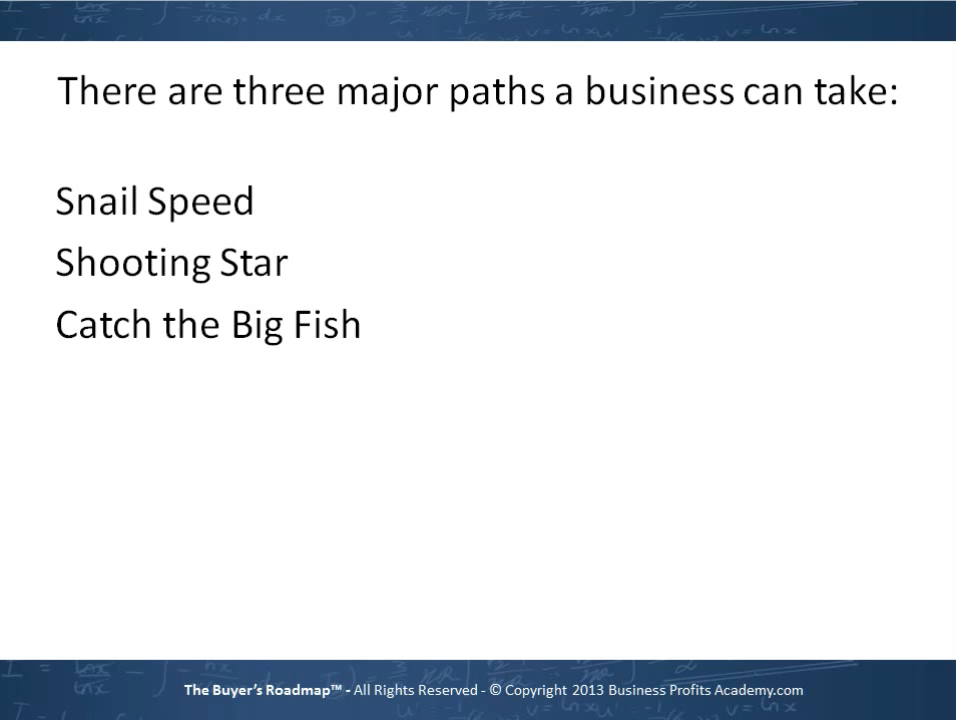 There are three major paths a business can take:
Snail Speed
Shooting Star
Catch the Big Fish
The Buyer's Roadmap™ - All Rights Reserved - © Copyright 2013 Business Profits Academy.com